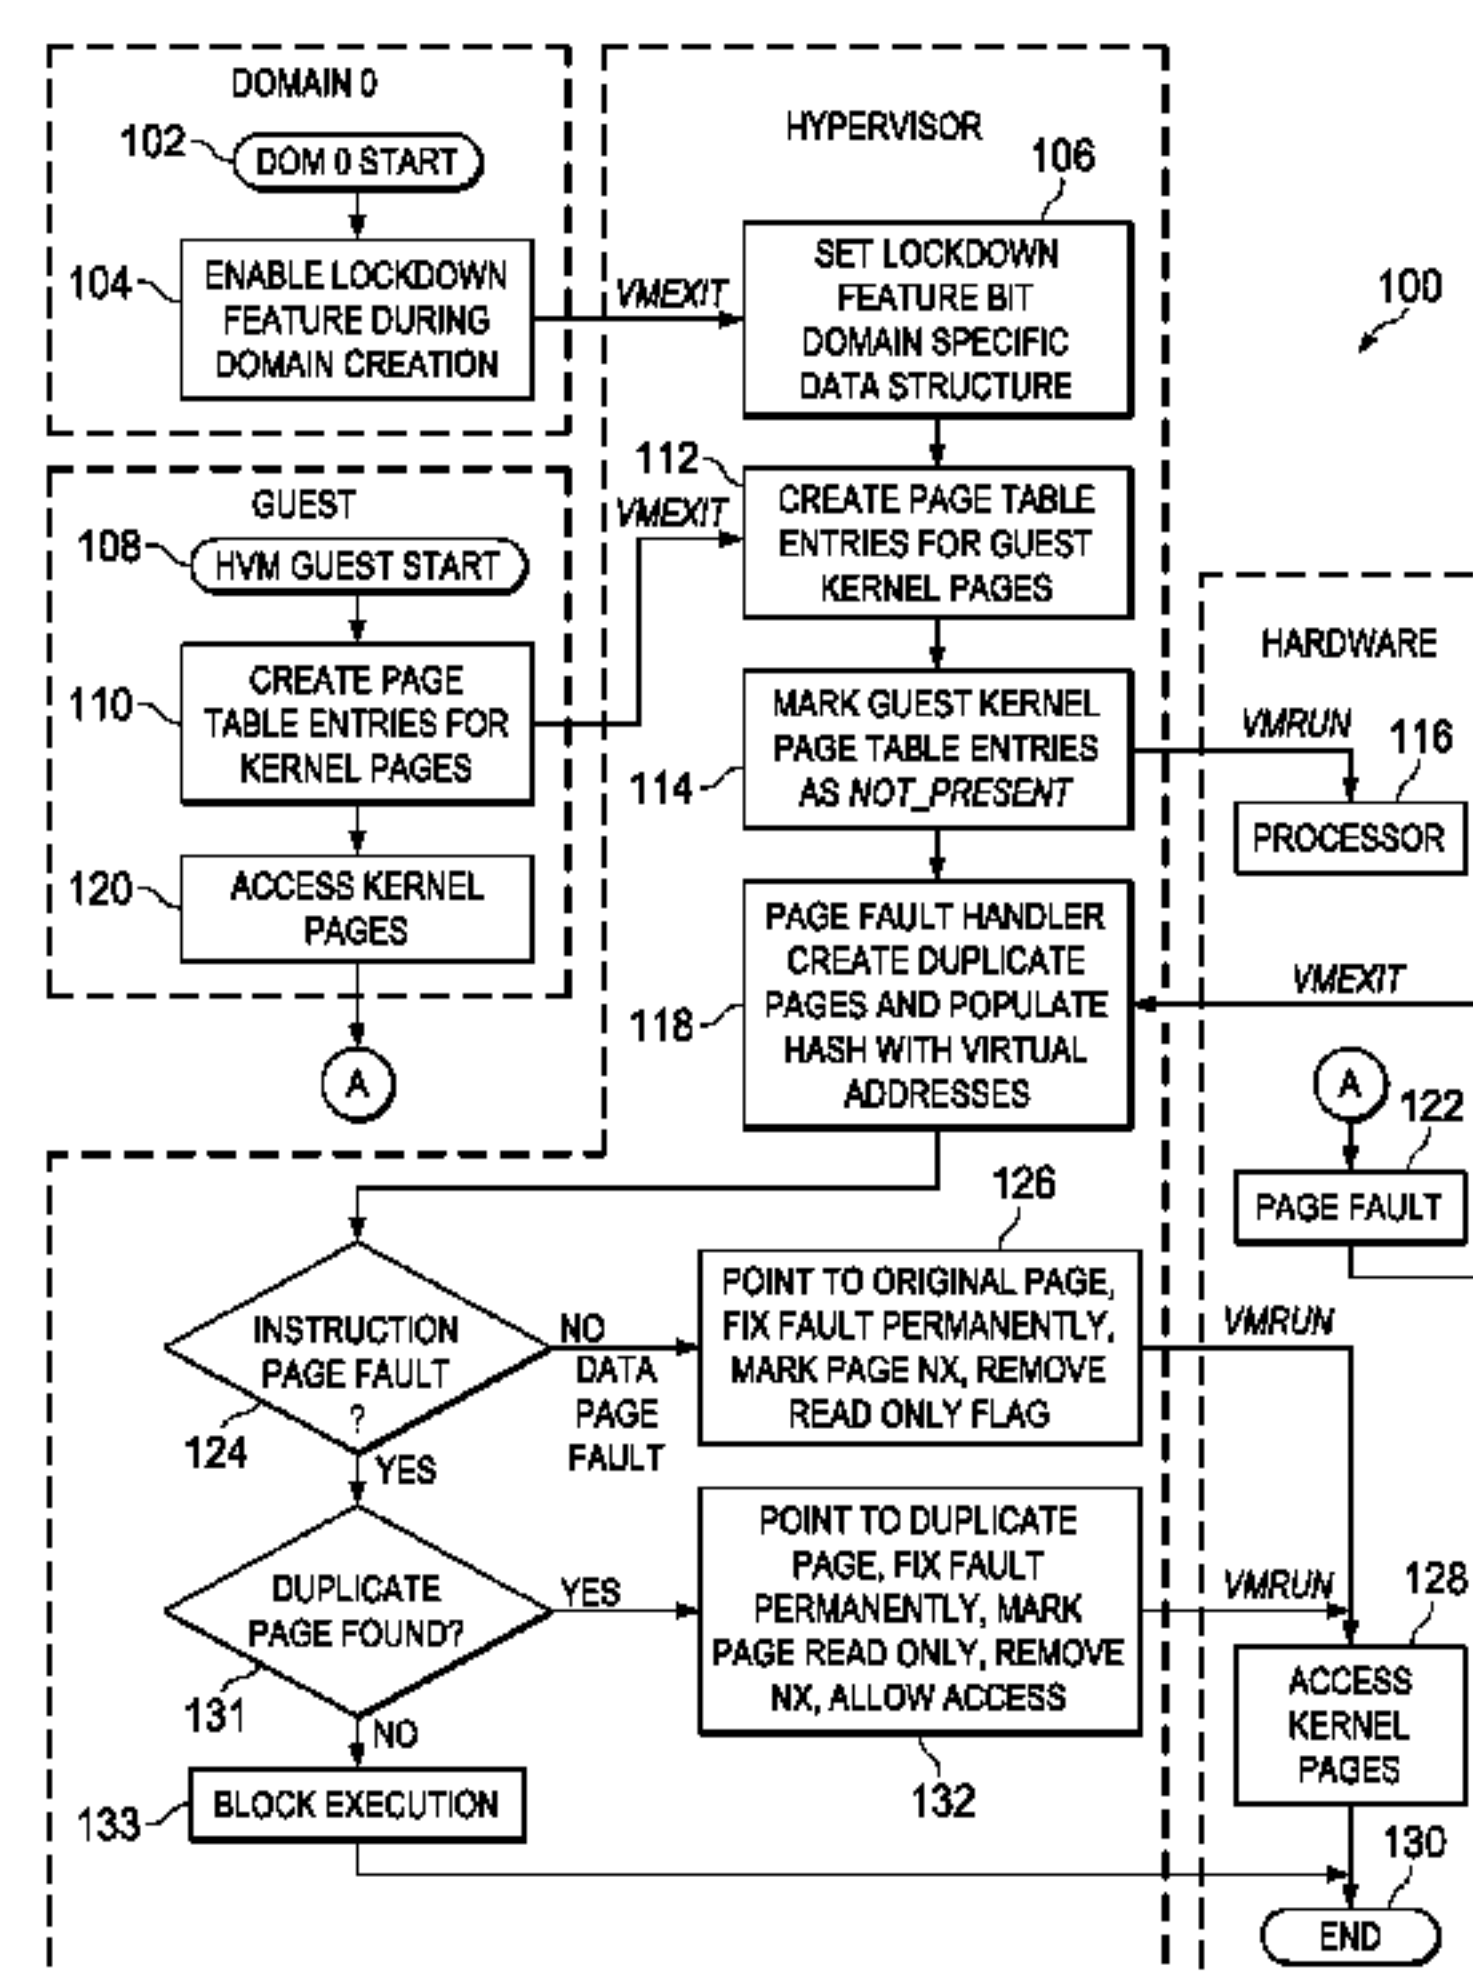 DOMAIN 0
102
DOM 0 START
104
ENABLE LOCKDOWN
FEATURE DURING
DOMAIN CREATION
VMEXIT
HYPERVISOR
106
SET LOCKDOWN
FEATURE BIT
DOMAIN SPECIFIC
DATA STRUCTURE
100
GUEST
108
HVM GUEST START
110
CREATE PAGE
TABLE ENTRIES FOR
KERNEL PAGES
120
ACCESS KERNEL
PAGES
A
VMEXIT
112
CREATE PAGE TABLE
ENTRIES FOR GUEST
KERNEL PAGES
114
MARK GUEST KERNEL
PAGE TABLE ENTRIES
AS NOT_PRESENT
118
PAGE FAULT HANDLER
CREATE DUPLICATE
PAGES AND POPULATE
HASH WITH VIRTUAL
ADDRESSES
HARDWARE
VMRUN
116
PROCESSOR
VMEXIT
A
122
PAGE FAULT
124
INSTRUCTION
PAGE FAULT
?
NO
DATA
PAGE
FAULT
YES
126
POINT TO ORIGINAL PAGE,
FIX FAULT PERMANENTLY,
MARK PAGE NX, REMOVE
READ ONLY FLAG
VMRUN
131
DUPLICATE
PAGE FOUND?
YES
NO
POINT TO DUPLICATE
PAGE, FIX FAULT
PERMANENTLY, MARK
PAGE READ ONLY, REMOVE
NX, ALLOW ACCESS
132
VMRUN
128
ACCESS
KERNEL
PAGES
133
BLOCK EXECUTION
130
END